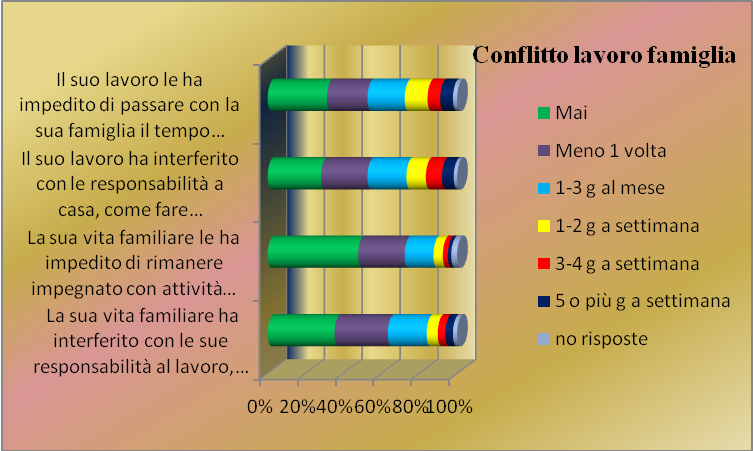 Conflitto lavoro famiglia
Il suo lavoro le ha
impedito di passare con la
sua famiglia il tempo...
Il suo lavoro ha interferito
con le responsabilità a
casa, come fare...
La sua vita familiare le ha
impedito di rimanere
impegnato con attività...
La sua vita familiare ha
interferito con le sue
responsabilità al lavoro,...
0% 20% 40% 60% 80% 100%
Mai
Meno 1 volta
1-3 g al mese
1-2 g a settimana
3-4 g a settimana
5 o più g a settimana
no risposte